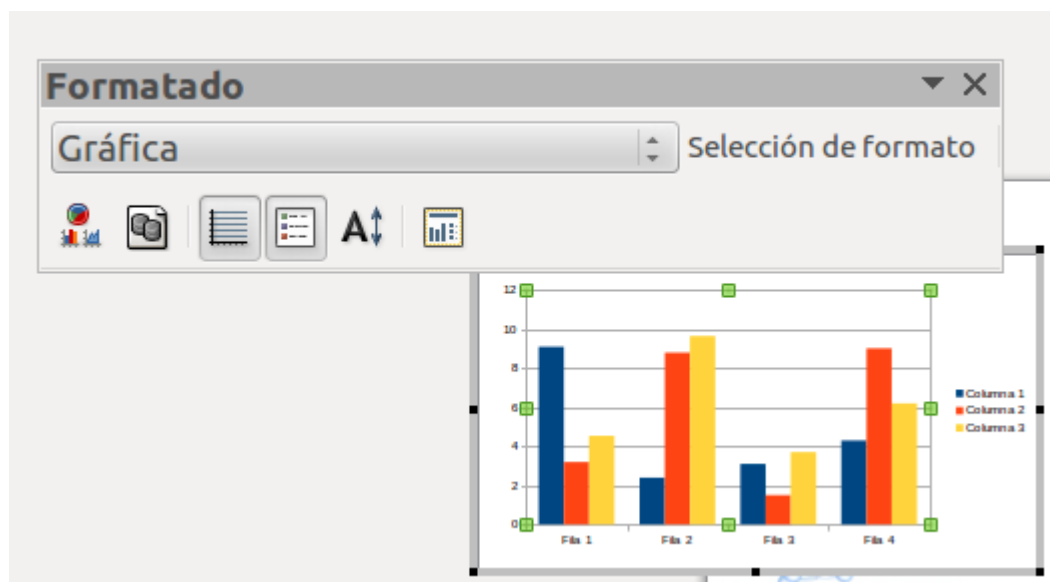 Formatado
Gráfica
Selección de formato
A
12
10
8
6
4
2
0
Fila 1 Fila 2 Fila 3 Fila 4
Columna 1
Columna 2
Columna 3